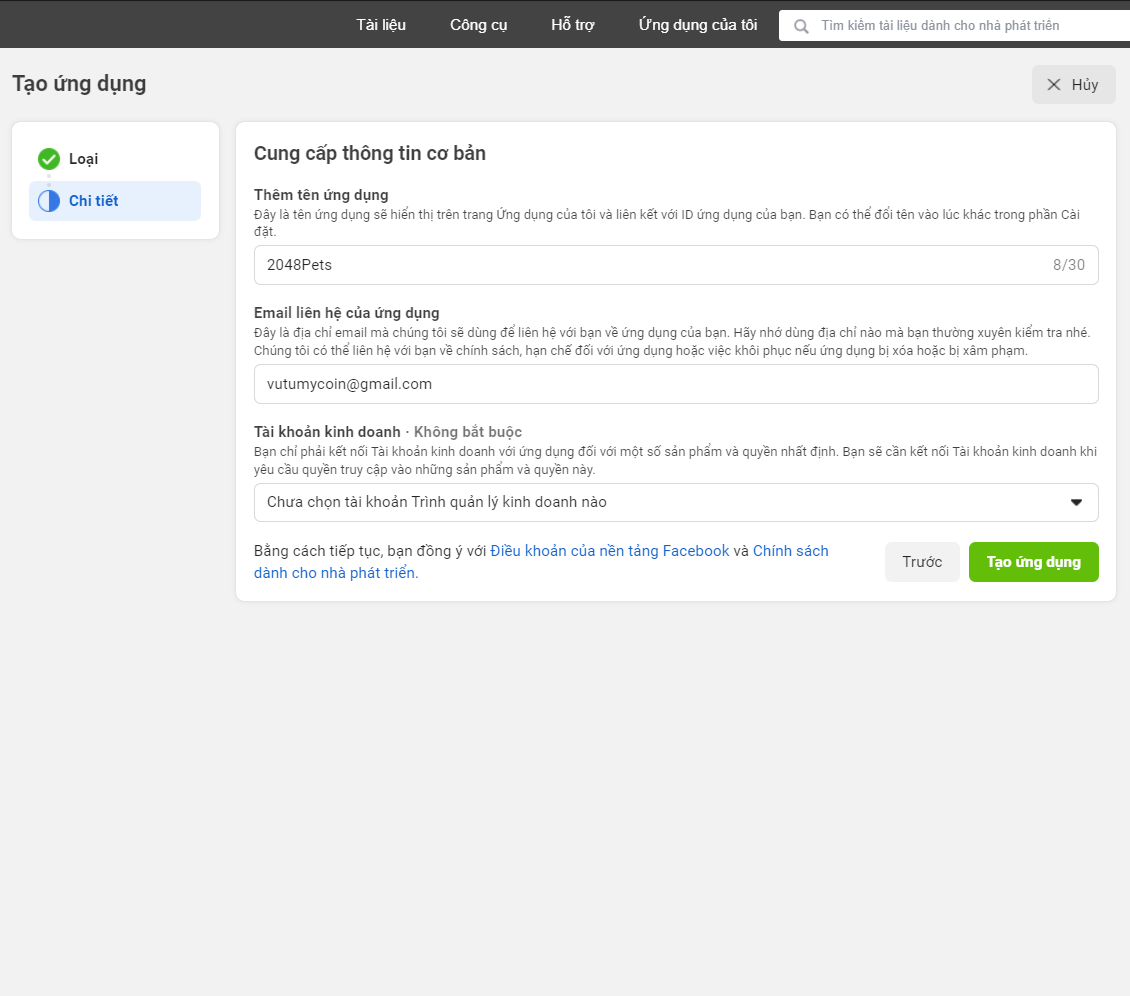 Tài liệu Công cụ Hỗ trợ Ứng dụng của tôi Tìm kiếm tài liệu dành cho nhà phát triển
Tạo ứng dụng
Hủy
Loại
Chi tiết
Cung cấp thông tin cơ bản
Thêm tên ứng dụng
Đây là tên ứng dụng sẽ hiển thị trên trang Ứng dụng của tôi và liên kết với ID ứng dụng của bạn. Bạn có thể đổi tên vào lúc khác trong phần Cài
đặt.
2048Pets 8/30
Email liên hệ của ứng dụng
Đây là địa chỉ email mà chúng tôi sẽ dùng để liên hệ với bạn về ứng dụng của bạn. Hãy nhớ dùng địa chỉ nào mà bạn thường xuyên kiểm tra nhé.
Chúng tôi có thể liên hệ với bạn về chính sách, hạn chế đối với ứng dụng hoặc việc khôi phục nếu ứng dụng bị xóa hoặc bị xâm phạm.
vutumycoin@gmail.com
Tài khoản kinh doanh · Không bắt buộc
Bạn chỉ phải kết nối Tài khoản kinh doanh với ứng dụng đối với một số sản phẩm và quyền nhất định. Bạn sẽ cần kết nối Tài khoản kinh doanh khi
yêu cầu quyền truy cập vào những sản phẩm và quyền này.
Chưa chọn tài khoản Trình quản lý kinh doanh nào
Bằng cách tiếp tục, bạn đồng ý với Điều khoản của nền tảng Facebook và Chính sách
dành cho nhà phát triển.
Trước Tạo ứng dụng